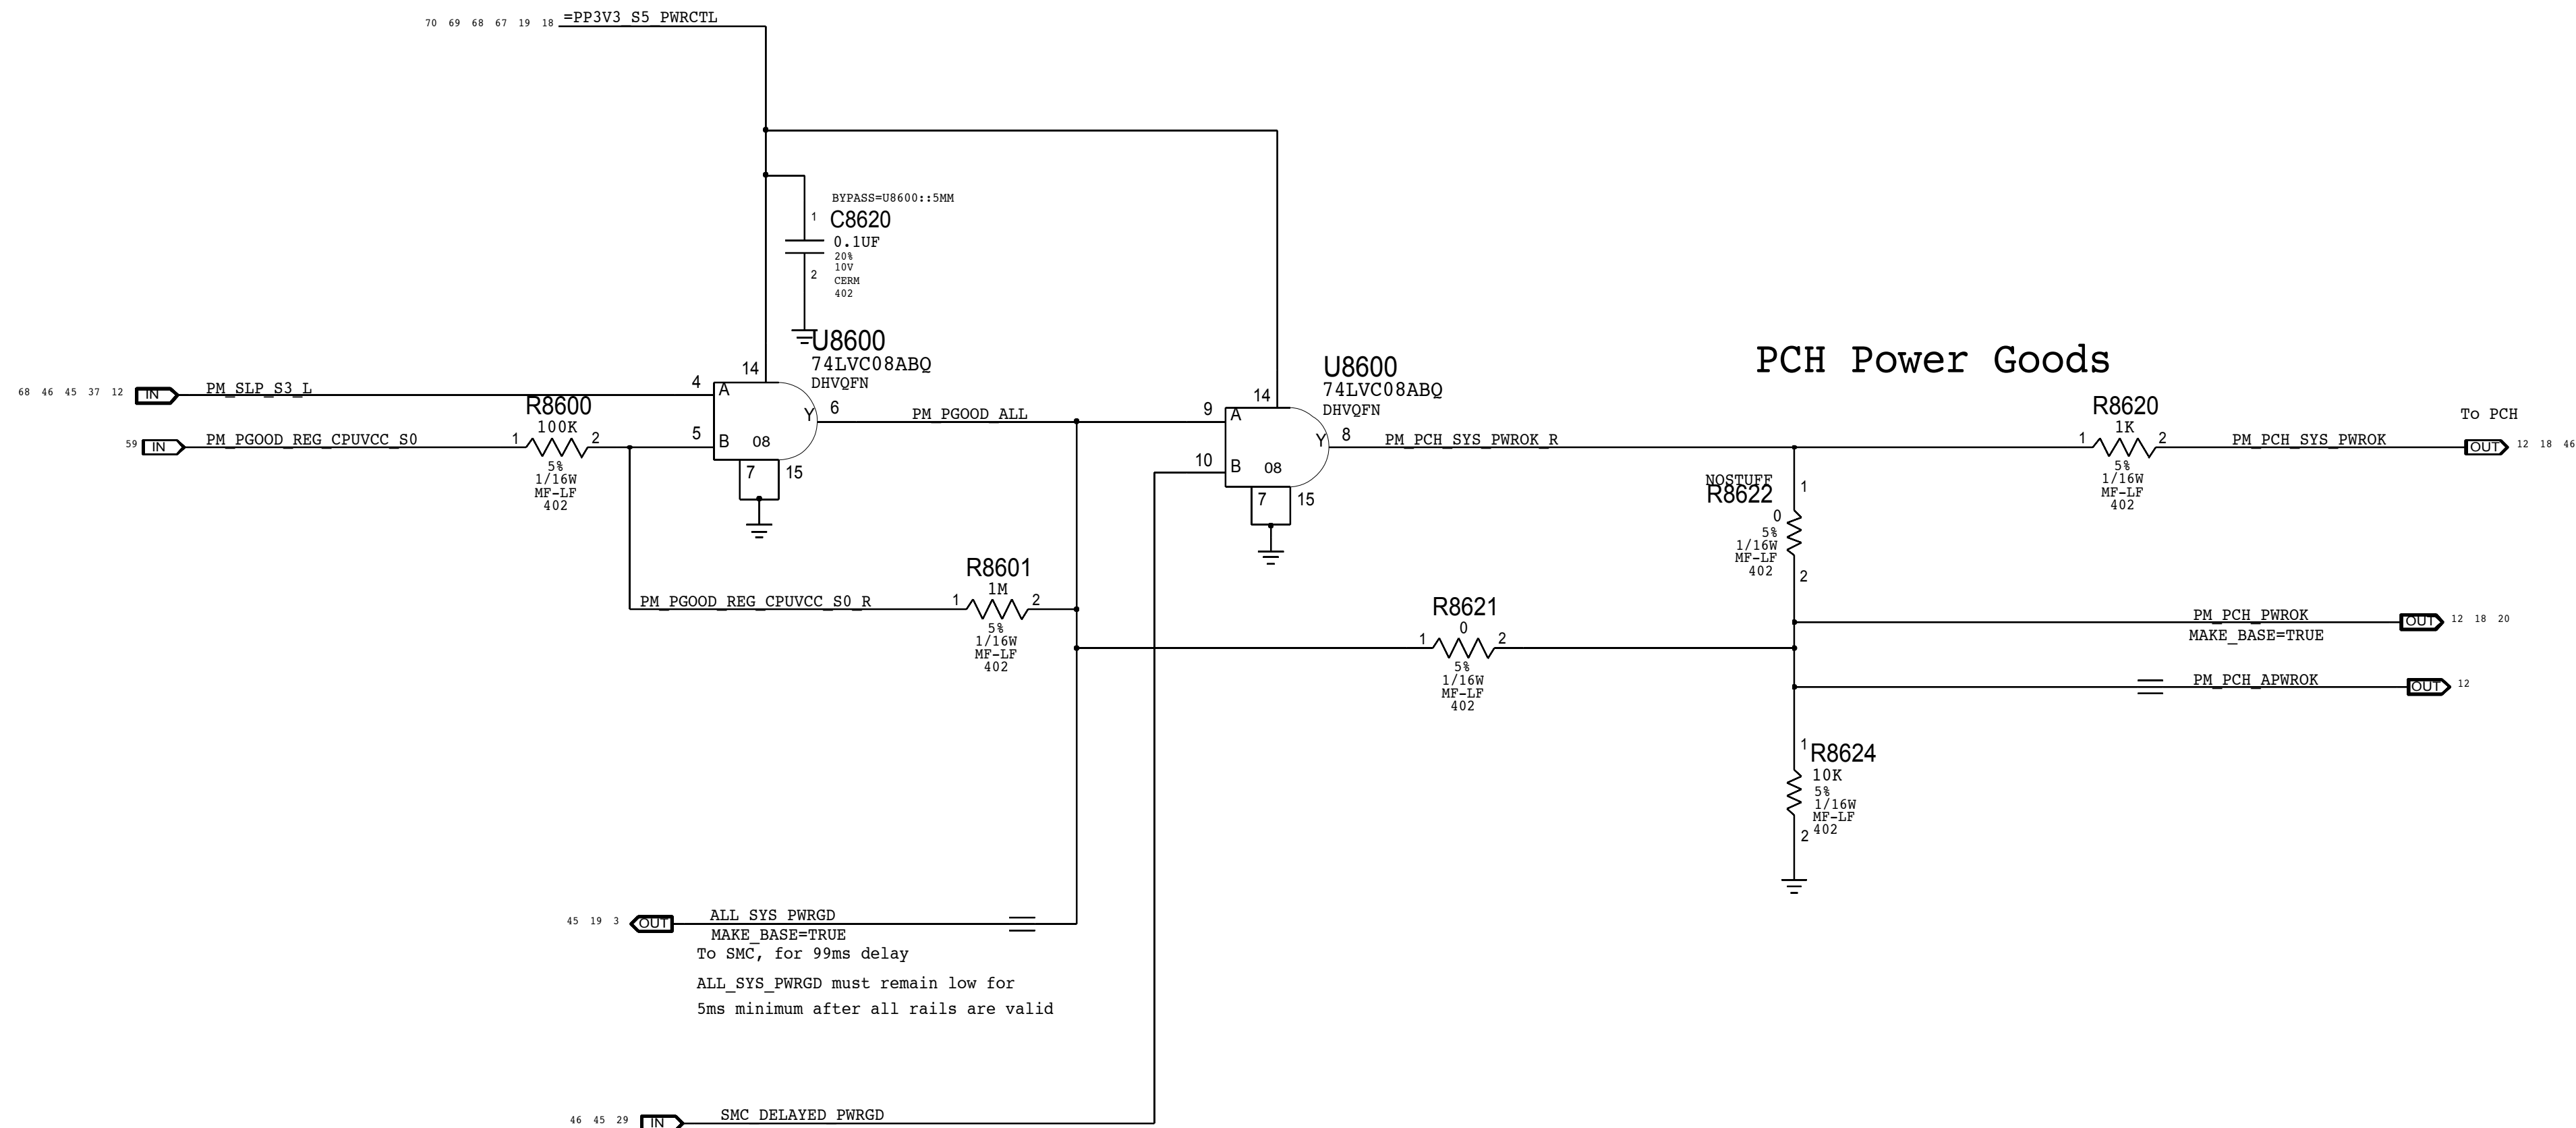 70 69 68 67 19 18 =PP3V3_S5_PWRCTL
BYPASS=U8600::5MM
1
C8620
0.1UF
20%
10V
2
CERM
402
U8600
74LVC08ABQ
DHVQFN
14
68 46 45 37 12 IN PM_SLP_S3_L
4 A
Y 6
PM_PGOOD_ALL
59 IN PM_PGOOD_REG_CPUVCC_S0
R8600
100K
1 2
5%
1/16W
MF-LF
402
5 B 08
7 15
U8600
74LVC08ABQ
DHVQFN
14
9 A
Y 8
PM_PCH_SYS_PWROK_R
10 B 08
7 15
PCH Power Goods
R8620
1K
1 2
5%
1/16W
MF-LF
402
To PCH
PM_PCH_SYS_PWROK OUT 12 18 46
NOSTUFF
R8622
1
0
5%
1/16W
MF-LF
402
2
PM_PGOOD_REG_CPUVCC_S0_R
R8601
1M
1 2
5%
1/16W
MF-LF
402
R8621
0
1 2
5%
1/16W
MF-LF
402
PM_PCH_PWROK OUT 12 18 20
MAKE_BASE=TRUE
PM_PCH_APWROK OUT 12
1
R8624
10K
5%
1/16W
MF-LF
402
2
45 19 3 OUT ALL_SYS_PWRGD
MAKE_BASE=TRUE
To SMC, for 99ms delay
ALL_SYS_PWRGD must remain low for
5ms minimum after all rails are valid
46 45 29 IN SMC_DELAYED_PWRGD